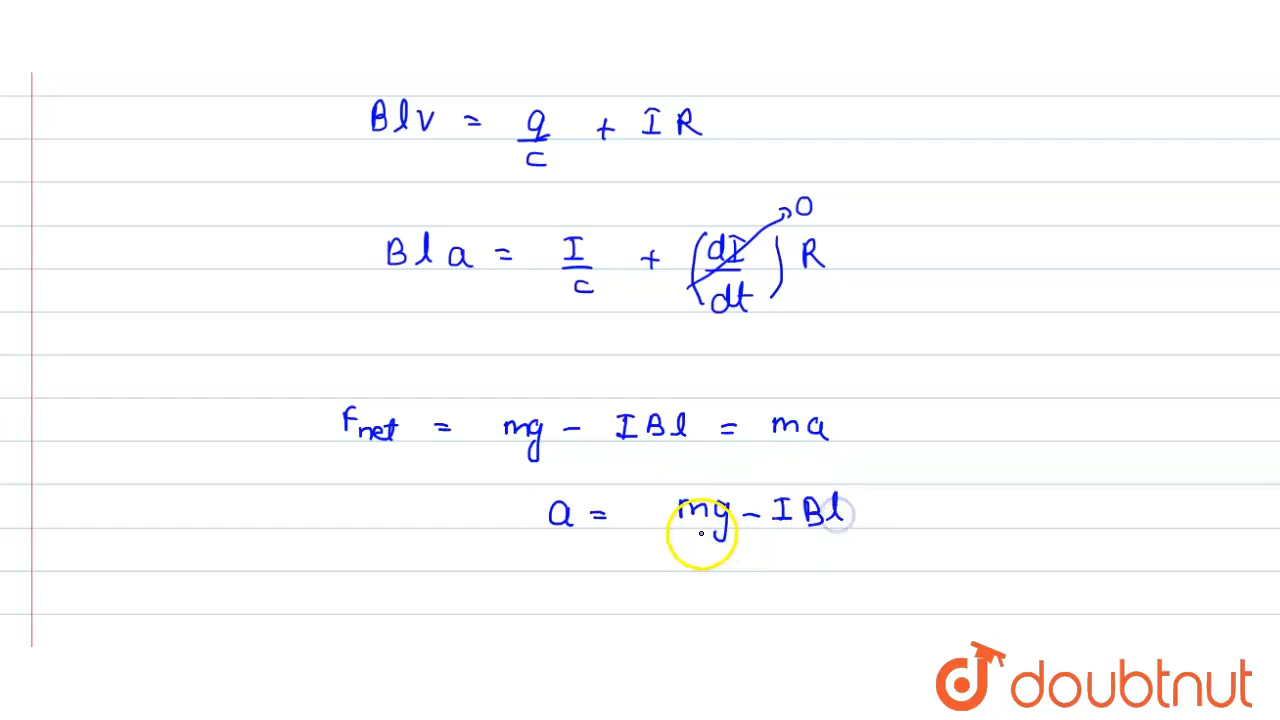 Blv = q/c + IR
Bla = I/c + (dI/dt) R → 0
Fnet = mg - IBl = ma
a = mg - IBl
doubtnut